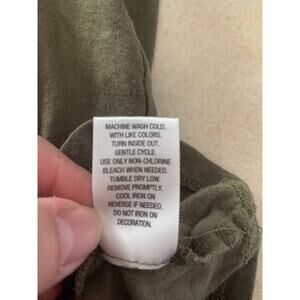 MACHINE WASH COLD,
WITH LIKE COLORS.
TURN INSIDE OUT.
GENTLE CYCLE.
USE ONLY NON-CHLORINE
BLEACH WHEN NEEDED.
TUMBLE DRY LOW.
REMOVE PROMPTLY.
COOL IRON ON
REVERSE IF NEEDED.
DO NOT IRON ON
DECORATION.